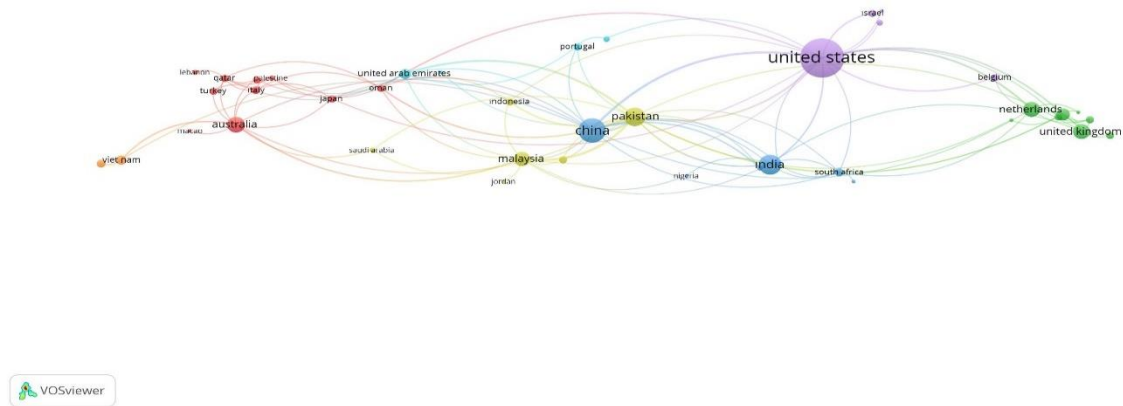 israel
portugal
united states
lebanon
qatar
palestine
united arab emirates
belgium
turkey
italy
oman
japan
indonesia
netherlands
pakistan
australia
macao
china
united kingdom
saudi arabia
viet nam
malaysia
india
south africa
nigeria
jordan
VOSviewer